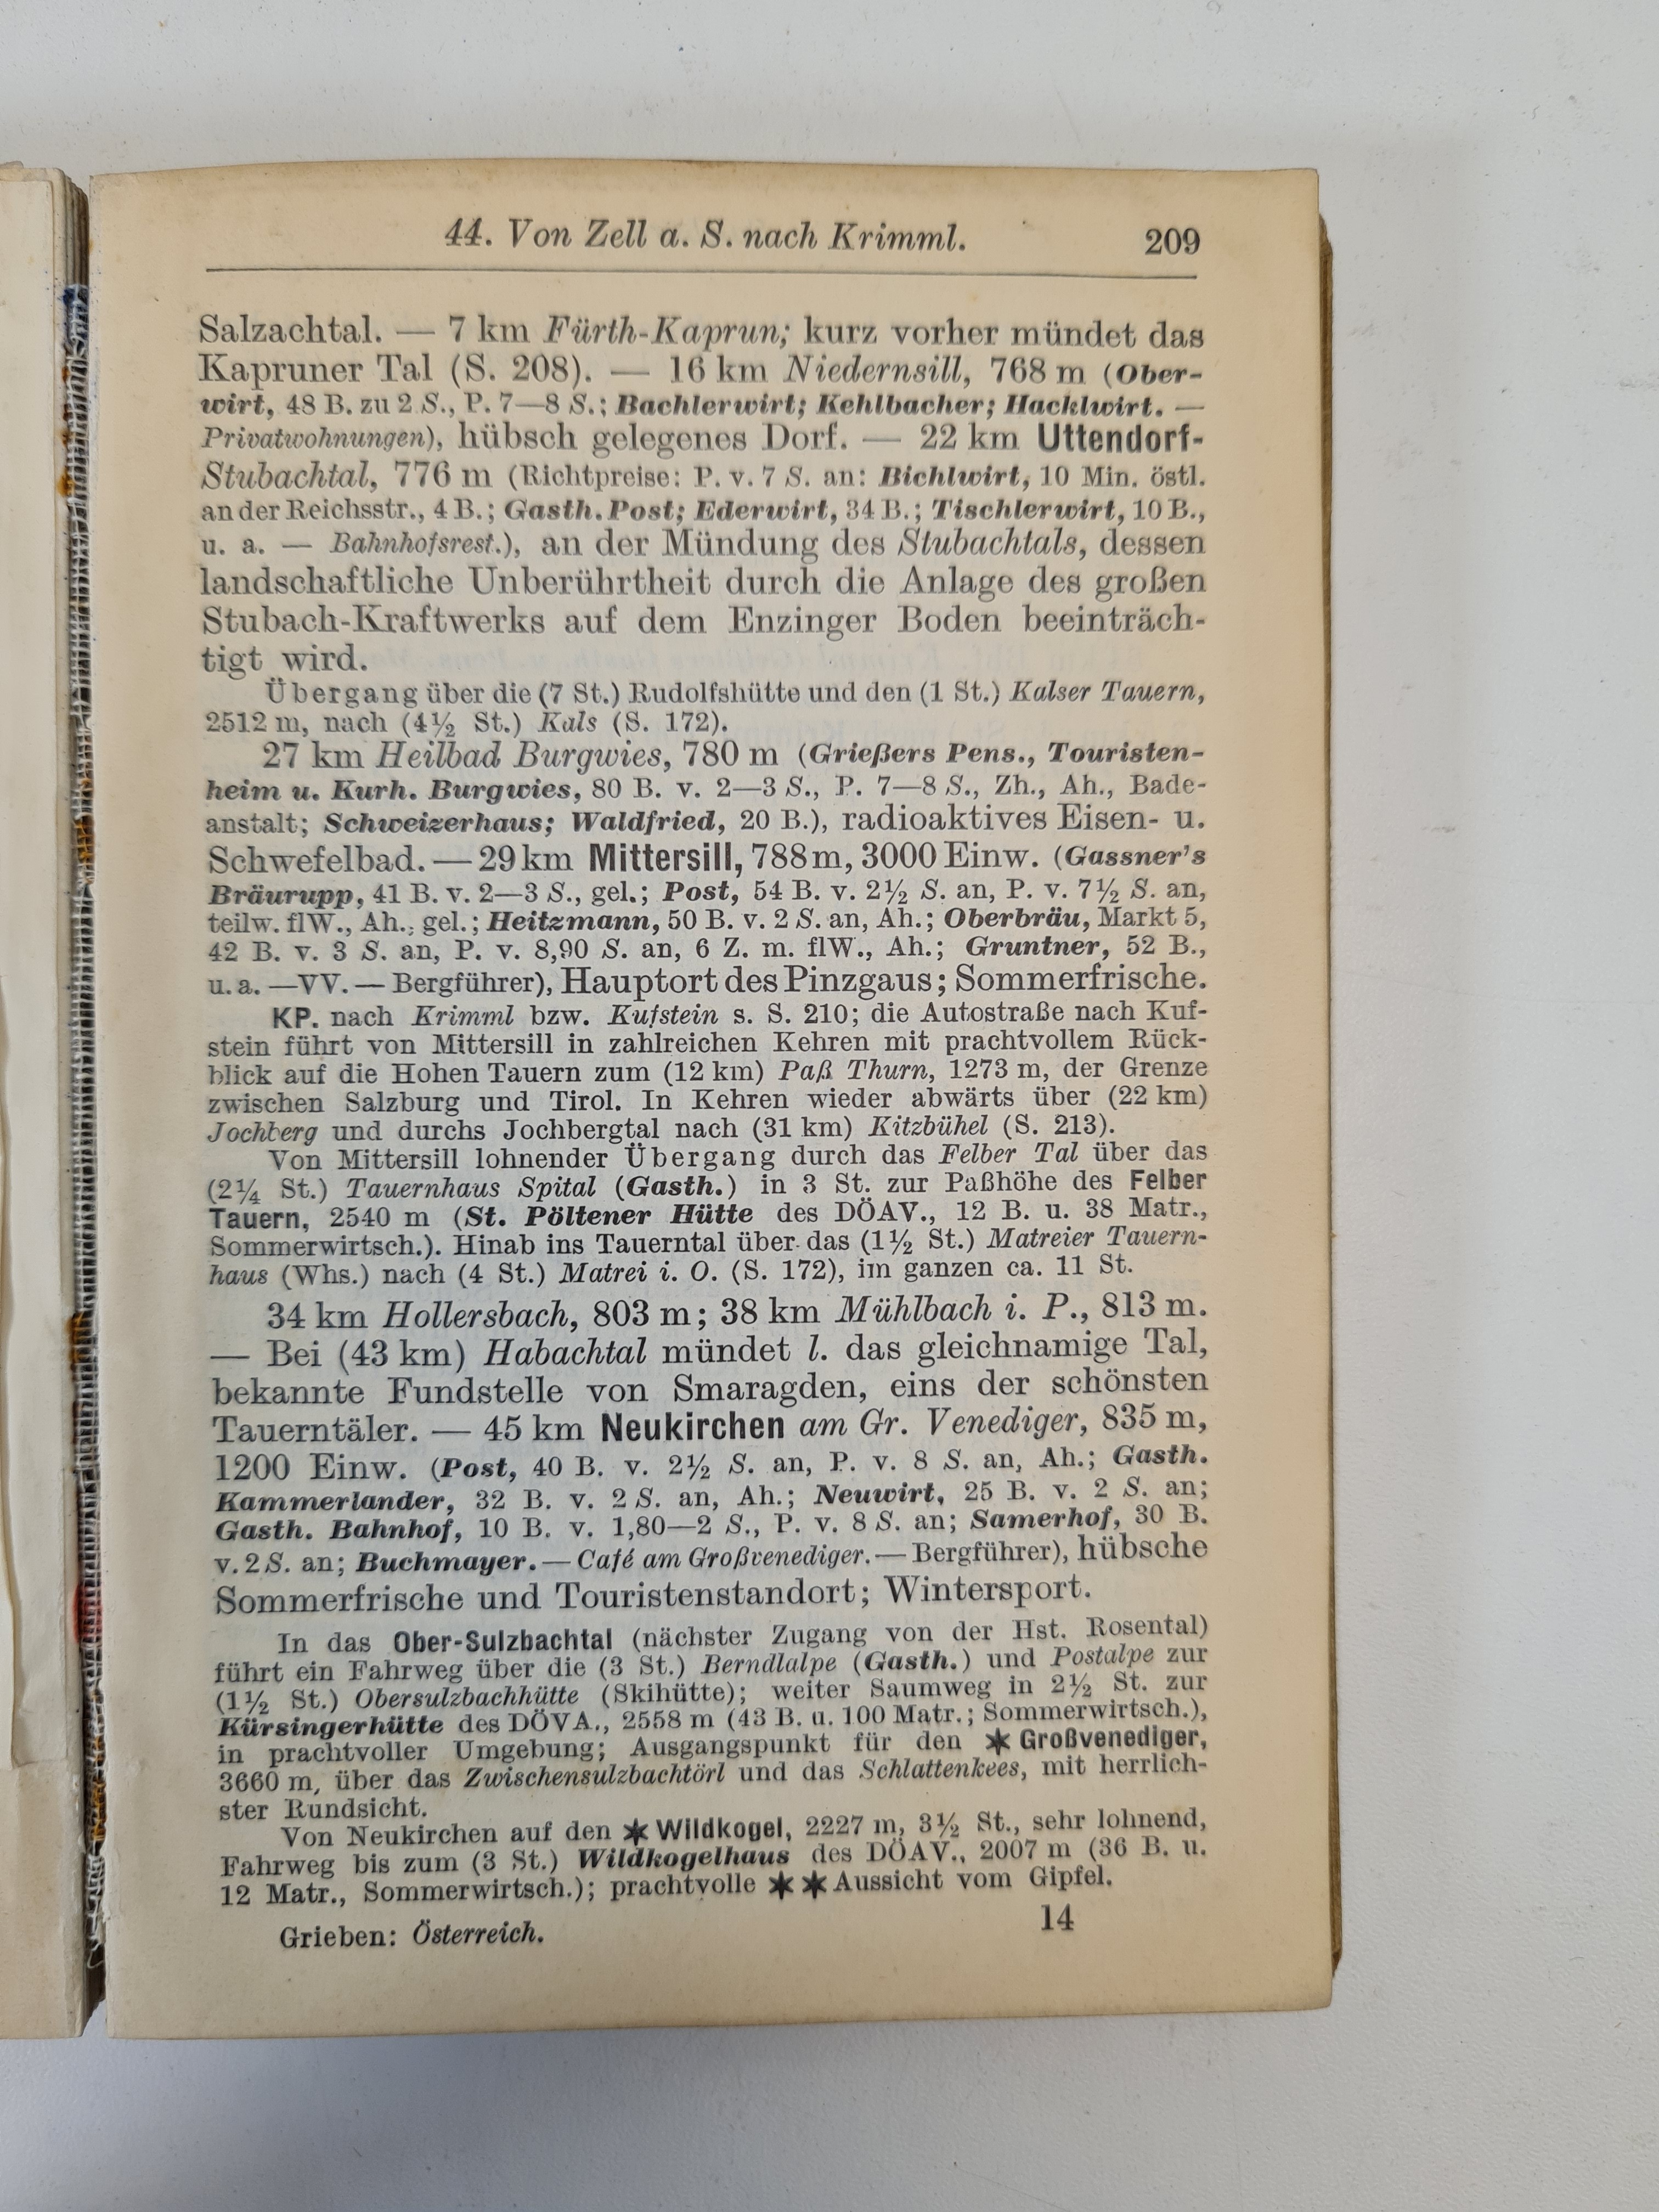 44. Von Zell a. S. nach Krimml. 209
Salzachtal. — 7 km Fürth-Kaprun; kurz vorher mündet das
Kapruner Tal (S. 208). — 16 km Niedernsill, 768 m (Ober-
wirt, 48 B. zu 2 S., P. 7—8 S.; Bachlerwirt; Kehlbacher; Hacklwirt. —
Privatwohnungen), hübsch gelegenes Dorf. — 22 km Uttendorf-
Stubachtal, 776 m (Richtpreise: P. v. 7 S. an: Bichlwirt, 10 Min. östl.
an der Reichsstr., 4 B.; Gasth. Post; Ederwirt, 34 B.; Tischlerwirt, 10 B.,
u. a. — Bahnhofsrest.), an der Mündung des Stubachtals, dessen
landschaftliche Unberührtheit durch die Anlage des großen
Stubach-Kraftwerks auf dem Enzinger Boden beeinträch-
tigt wird.
Übergang über die (7 St.) Rudolfshütte und den (1 St.) Kalser Tauern,
2512 m, nach (4½ St.) Kals (S. 172).
27 km Heilbad Burgwies, 780 m (Grießers Pens., Touristen-
heim u. Kurh. Burgwies, 80 B. v. 2—3 S., P. 7—8 S., Zh., Ah., Bade-
anstalt; Schweizerhaus; Waldfried, 20 B.), radioaktives Eisen- u.
Schwefelbad. — 29 km Mittersill, 788 m, 3000 Einw. (Gassner's
Bräurupp, 41 B. v. 2—3 S., gel.; Post, 54 B. v. 2½ S. an, P. v. 7½ S. an,
teilw. flW., Ah., gel.; Heitzmann, 50 B. v. 2 S. an, Ah.; Oberbräu, Markt 5,
42 B. v. 3 S. an, P. v. 8,90 S. an, 6 Z. m. flW., Ah.; Gruntner, 52 B.,
u. a. — VV. — Bergführer), Hauptort des Pinzgaus; Sommerfrische.
KP. nach Krimml bzw. Kufstein s. S. 210; die Autostraße nach Kuf-
stein führt von Mittersill in zahlreichen Kehren mit prachtvollem Rück-
blick auf die Hohen Tauern zum (12 km) Paß Thurn, 1273 m, der Grenze
zwischen Salzburg und Tirol. In Kehren wieder abwärts über (22 km)
Jochberg und durchs Jochbergtal nach (31 km) Kitzbühel (S. 213).
Von Mittersill lohnender Übergang durch das Felber Tal über das
(2¼ St.) Tauernhaus Spital (Gasth.) in 3 St. zur Paßhöhe des Felber
Tauern, 2540 m (St. Pöltener Hütte des DÖAV., 12 B. u. 38 Matr.,
Sommerwirtsch.). Hinab ins Tauerntal über das (1½ St.) Matreier Tauern-
haus (Whs.) nach (4 St.) Matrei i. O. (S. 172), im ganzen ca. 11 St.
34 km Hollersbach, 803 m; 38 km Mühlbach i. P., 813 m.
— Bei (43 km) Habachtal mündet l. das gleichnamige Tal,
bekannte Fundstelle von Smaragden, eins der schönsten
Tauerntäler. — 45 km Neukirchen am Gr. Venediger, 835 m,
1200 Einw. (Post, 40 B. v. 2½ S. an, P. v. 8 S. an, Ah.; Gasth.
Kammerlander, 32 B. v. 2 S. an, Ah.; Neuwirt, 25 B. v. 2 S. an;
Gasth. Bahnhof, 10 B. v. 1,80—2 S., P. v. 8 S. an; Samerhof, 30 B.
v. 2 S. an; Buchmayer. — Café am Großvenediger. — Bergführer), hübsche
Sommerfrische und Touristenstandort; Wintersport.
In das Ober-Sulzbachtal (nächster Zugang von der Hst. Rosental)
führt ein Fahrweg über die (3 St.) Berndlalpe (Gasth.) und Postalpe zur
(1½ St.) Obersulzbachhütte (Skihütte); weiter Saumweg in 2½ St. zur
Kürsingerhütte des DÖVA., 2558 m (43 B. u. 100 Matr.; Sommerwirtsch.),
in prachtvoller Umgebung; Ausgangspunkt für den ✶ Großvenediger,
3660 m, über das Zwischensulzbachtörl und das Schlattenkees, mit herrlich-
ster Rundsicht.
Von Neukirchen auf den ✶ Wildkogel, 2227 m, 3½ St., sehr lohnend,
Fahrweg bis zum (3 St.) Wildkogelhaus des DÖAV., 2007 m (36 B. u.
12 Matr., Sommerwirtsch.); prachtvolle ✶✶ Aussicht vom Gipfel.
Grieben: Österreich. 14